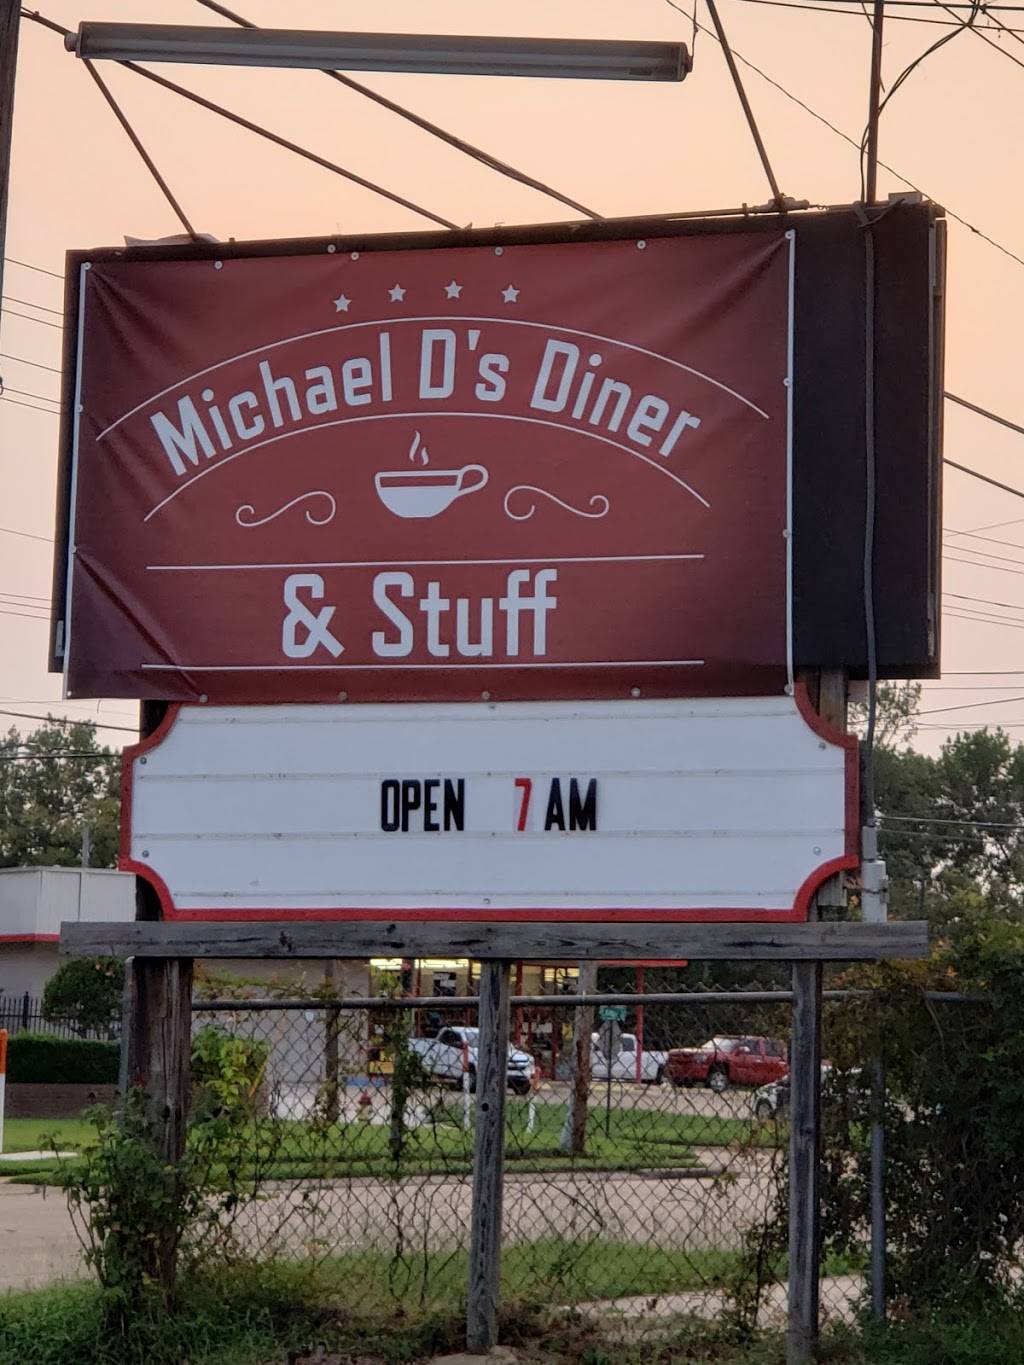 Michael D's Diner
& Stuff
OPEN 7 AM